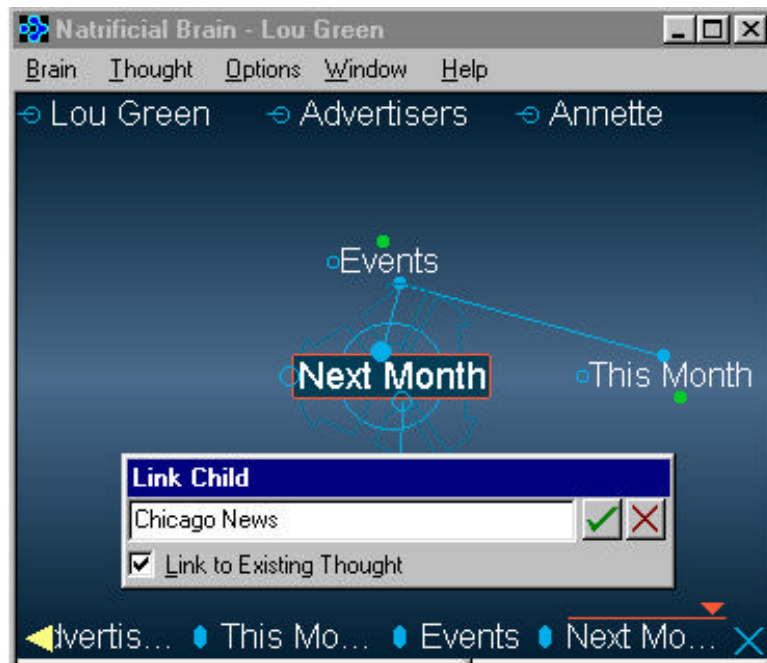 Natrificial Brain - Lou Green
Brain Thought Options Window Help
Lou Green Advertisers Annette
Events
Next Month This Month
Link Child
Chicago News
Link to Existing Thought
dvertis... This Mo... Events Next Mo...